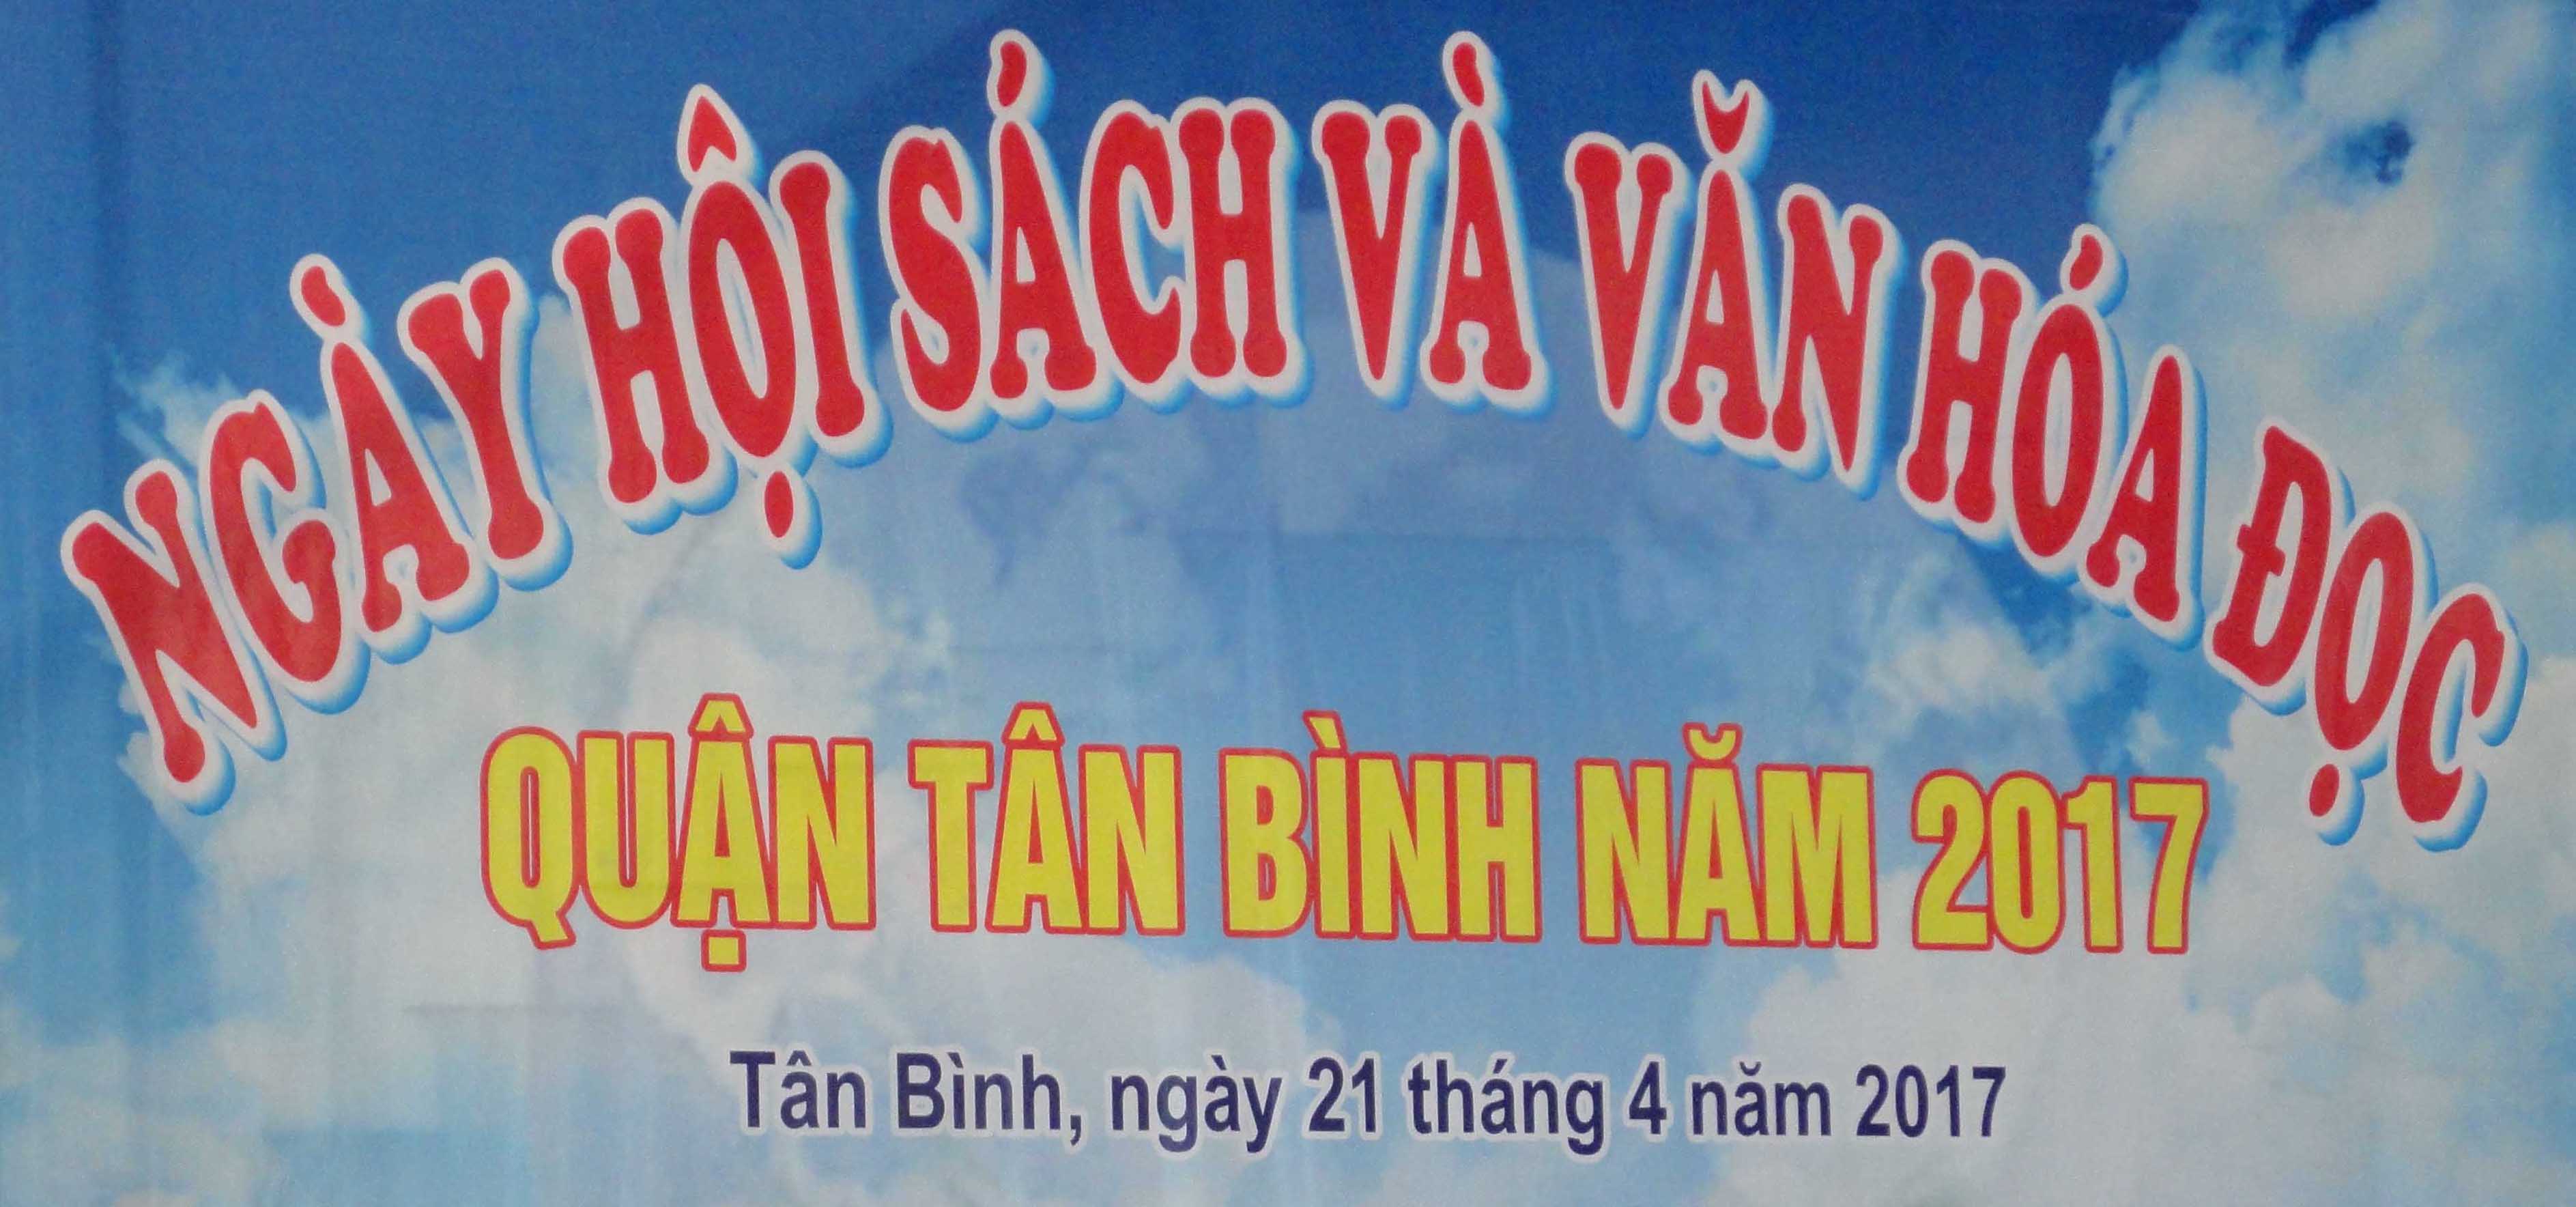 NGÀY HỘI SÁCH VÀ VĂN HÓA ĐỌC
QUẬN TÂN BÌNH NĂM 2017
Tân Bình, ngày 21 tháng 4 năm 2017